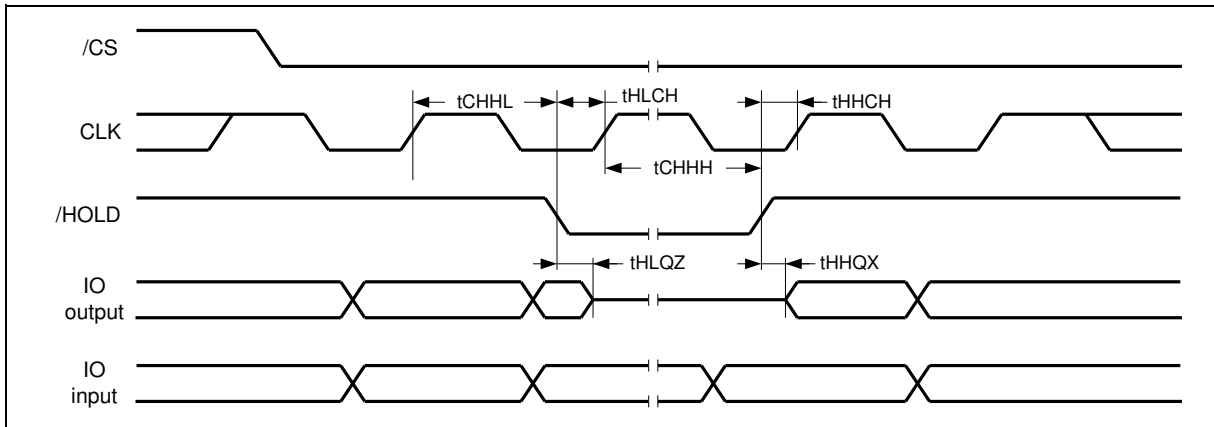 /CS
tCHHL
tHLCH
tHHCH
CLK
tCHHH
/HOLD
tHLQZ
tHHQX
IO
output
IO
input